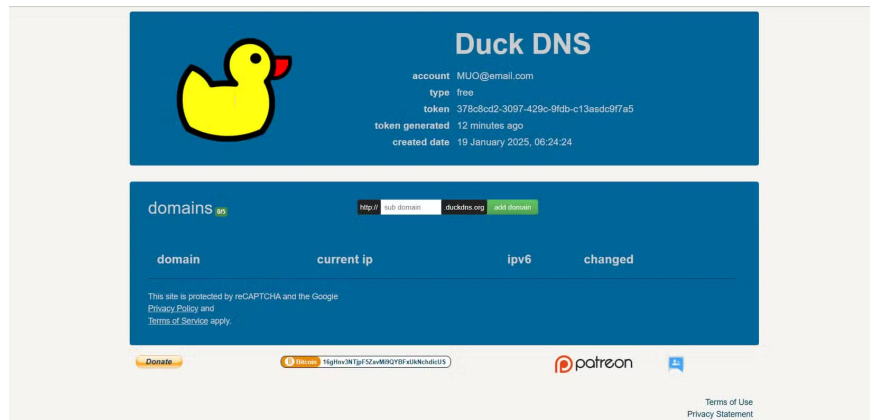 Duck DNS
account MUO@email.com
type free
token 378c8cd2-3097-429c-9fdb-c13asdc9f7a5
token generated 12 minutes ago
created date 19 January 2025, 06:24:24
domains 0/5
http:// sub domain .duckdns.org add domain
domain current ip ipv6 changed
This site is protected by reCAPTCHA and the Google
Privacy Policy and
Terms of Service apply.
Donate
Bitcoin 16gHnv3NTjpF5ZavMi9QYBFxUkNchdicUS
patreon
Terms of Use
Privacy Statement